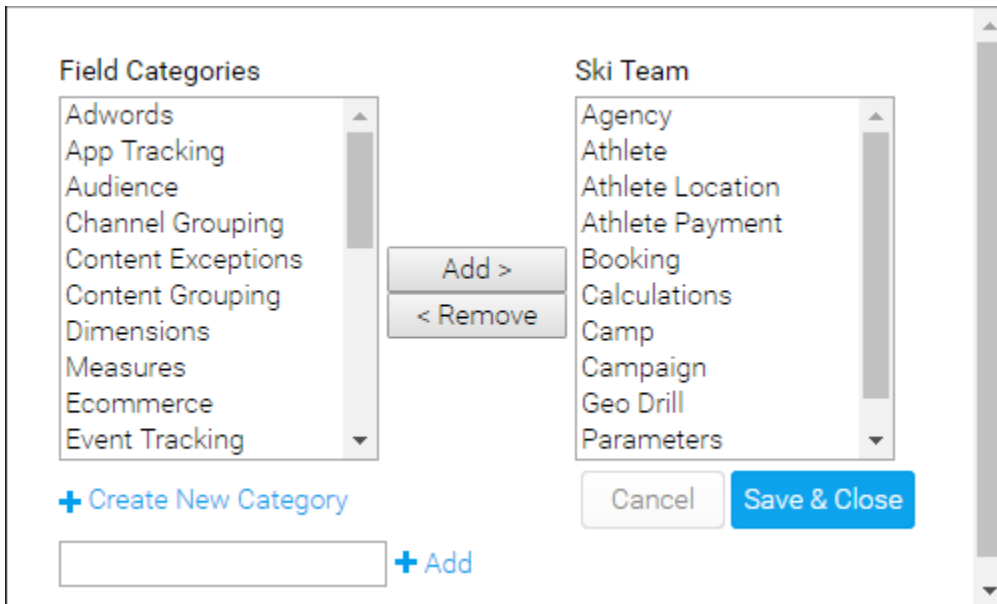 Field Categories
Adwords
App Tracking
Audience
Channel Grouping
Content Exceptions
Content Grouping
Dimensions
Measures
Ecommerce
Event Tracking
Add >
< Remove
Ski Team
Agency
Athlete
Athlete Location
Athlete Payment
Booking
Calculations
Camp
Campaign
Geo Drill
Parameters
+ Create New Category
Cancel
Save & Close
+ Add